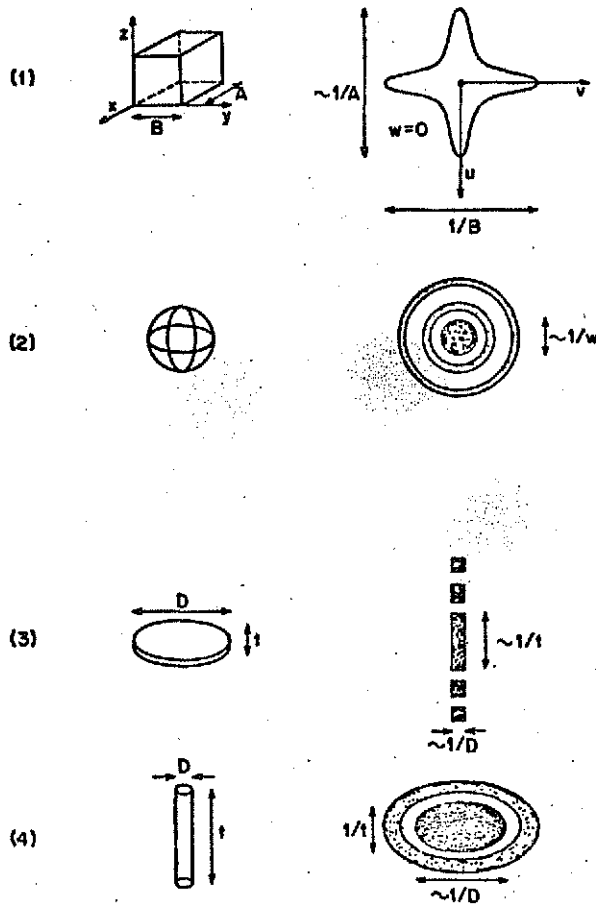 (1)
z
x
B
A
y
~1/A
w=0
v
u
1/B
(2)
~1/w
(3)
D
t
~1/t
~1/D
(4)
D
t
1/t
~1/D